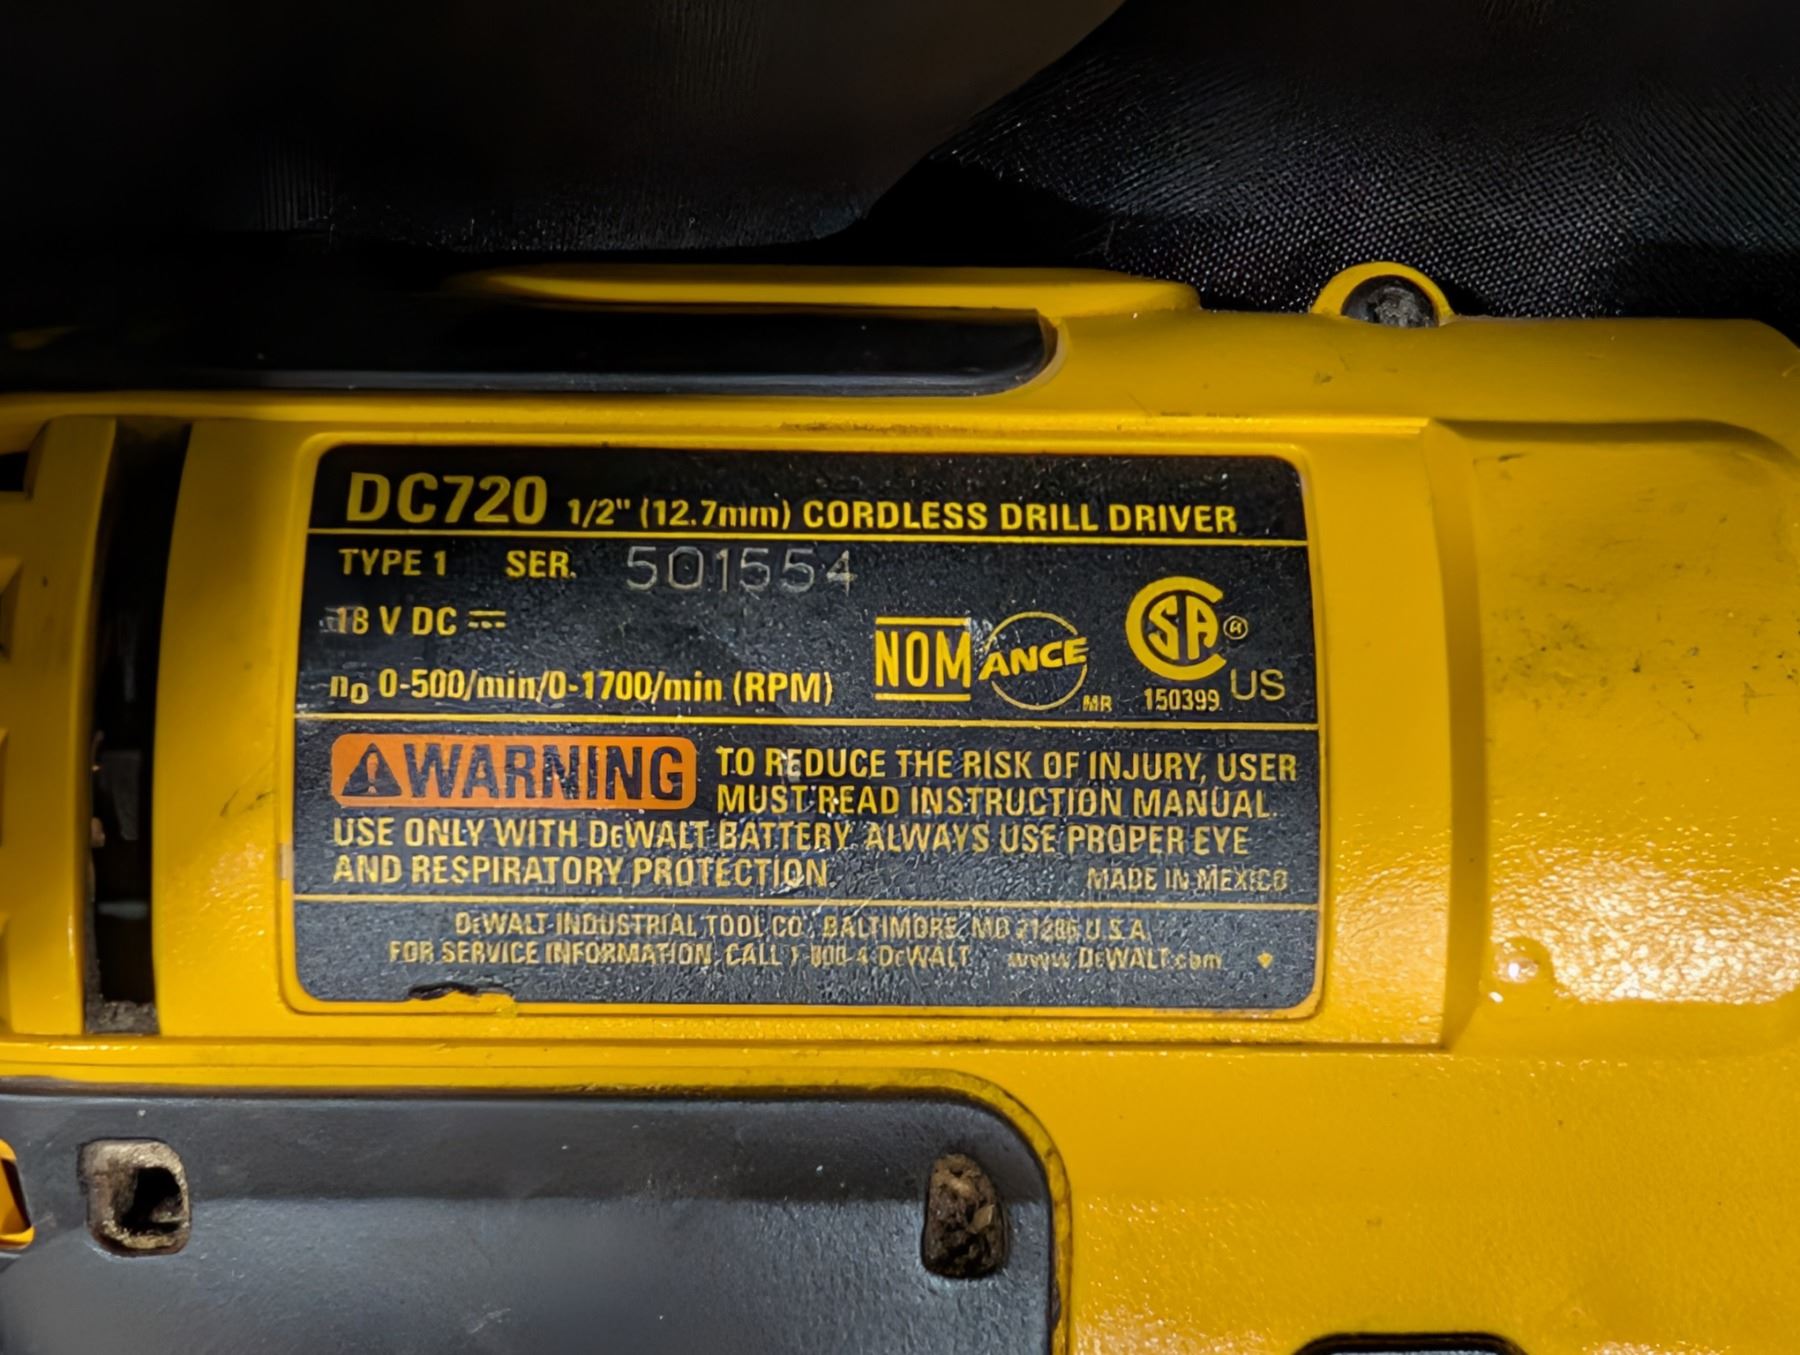 DC720 1/2" (12.7mm) CORDLESS DRILL DRIVER
TYPE 1 SER. 501554
18 V DC
n0 0-500/min/0-1700/min (RPM)
NOM ANCE MR
CSA ® 150399 US
WARNING TO REDUCE THE RISK OF INJURY, USER
MUST READ INSTRUCTION MANUAL.
USE ONLY WITH DeWALT BATTERY. ALWAYS USE PROPER EYE
AND RESPIRATORY PROTECTION.
MADE IN MEXICO
DeWALT INDUSTRIAL TOOL CO., BALTIMORE, MD 21286 U.S.A.
FOR SERVICE INFORMATION, CALL 1-800-4-DeWALT www.DeWALT.com